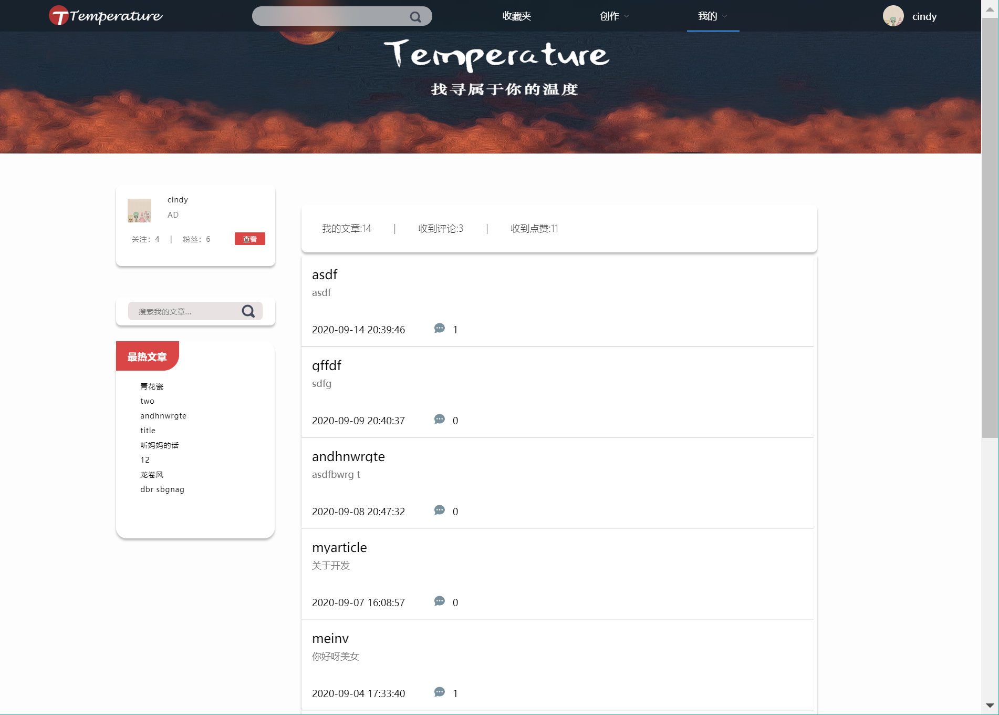 Temperature
收藏夹
创作
我的
cindy
Temperature
找寻属于你的温度
cindy
AD
关注：4 | 粉丝：6
查看
搜索我的文章...
最热文章
青花瓷
two
andhnwrgte
title
听妈妈的话
12
龙卷风
dbr sbgnag
我的文章:14 | 收到评论:3 | 收到点赞:11
asdf
asdf
2020-09-14 20:39:46 1
gffdf
sdfg
2020-09-09 20:40:37 0
andhnwrgte
asdfbwrg t
2020-09-08 20:47:32 0
myarticle
关于开发
2020-09-07 16:08:57 0
meinv
你好呀美女
2020-09-04 17:33:40 1